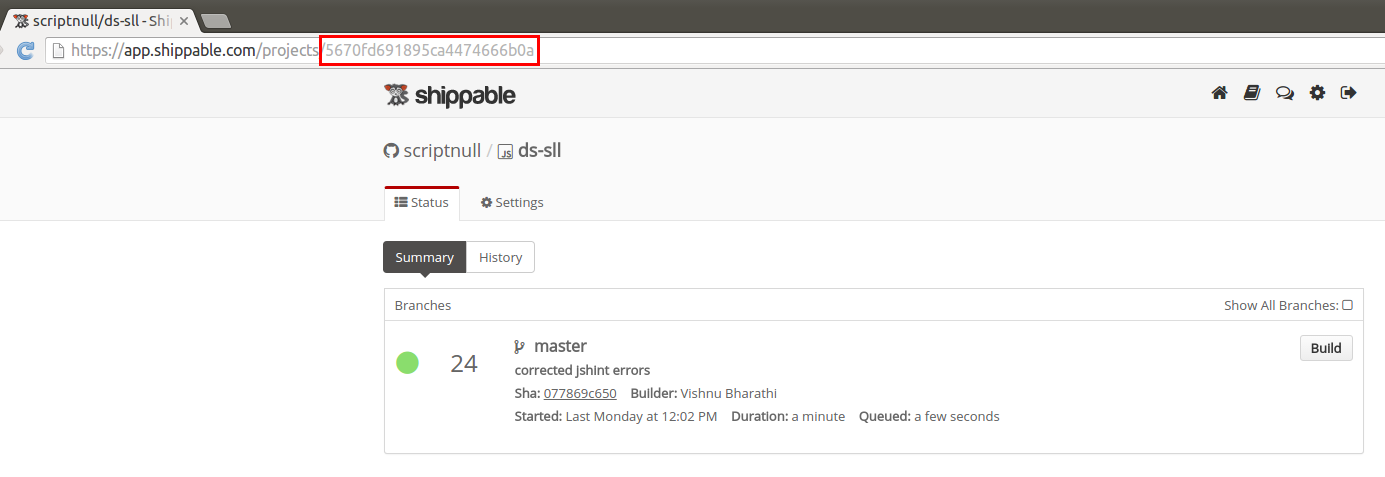 scriptnull/ds-sll - Shi
https://app.shippable.com/projects/5670fd691895ca4474666b0a
shippable
scriptnull / JS ds-sll
Status Settings
Summary History
Branches Show All Branches:
24 master Build
corrected jshint errors
Sha: 077869c650 Builder: Vishnu Bharathi
Started: Last Monday at 12:02 PM Duration: a minute Queued: a few seconds